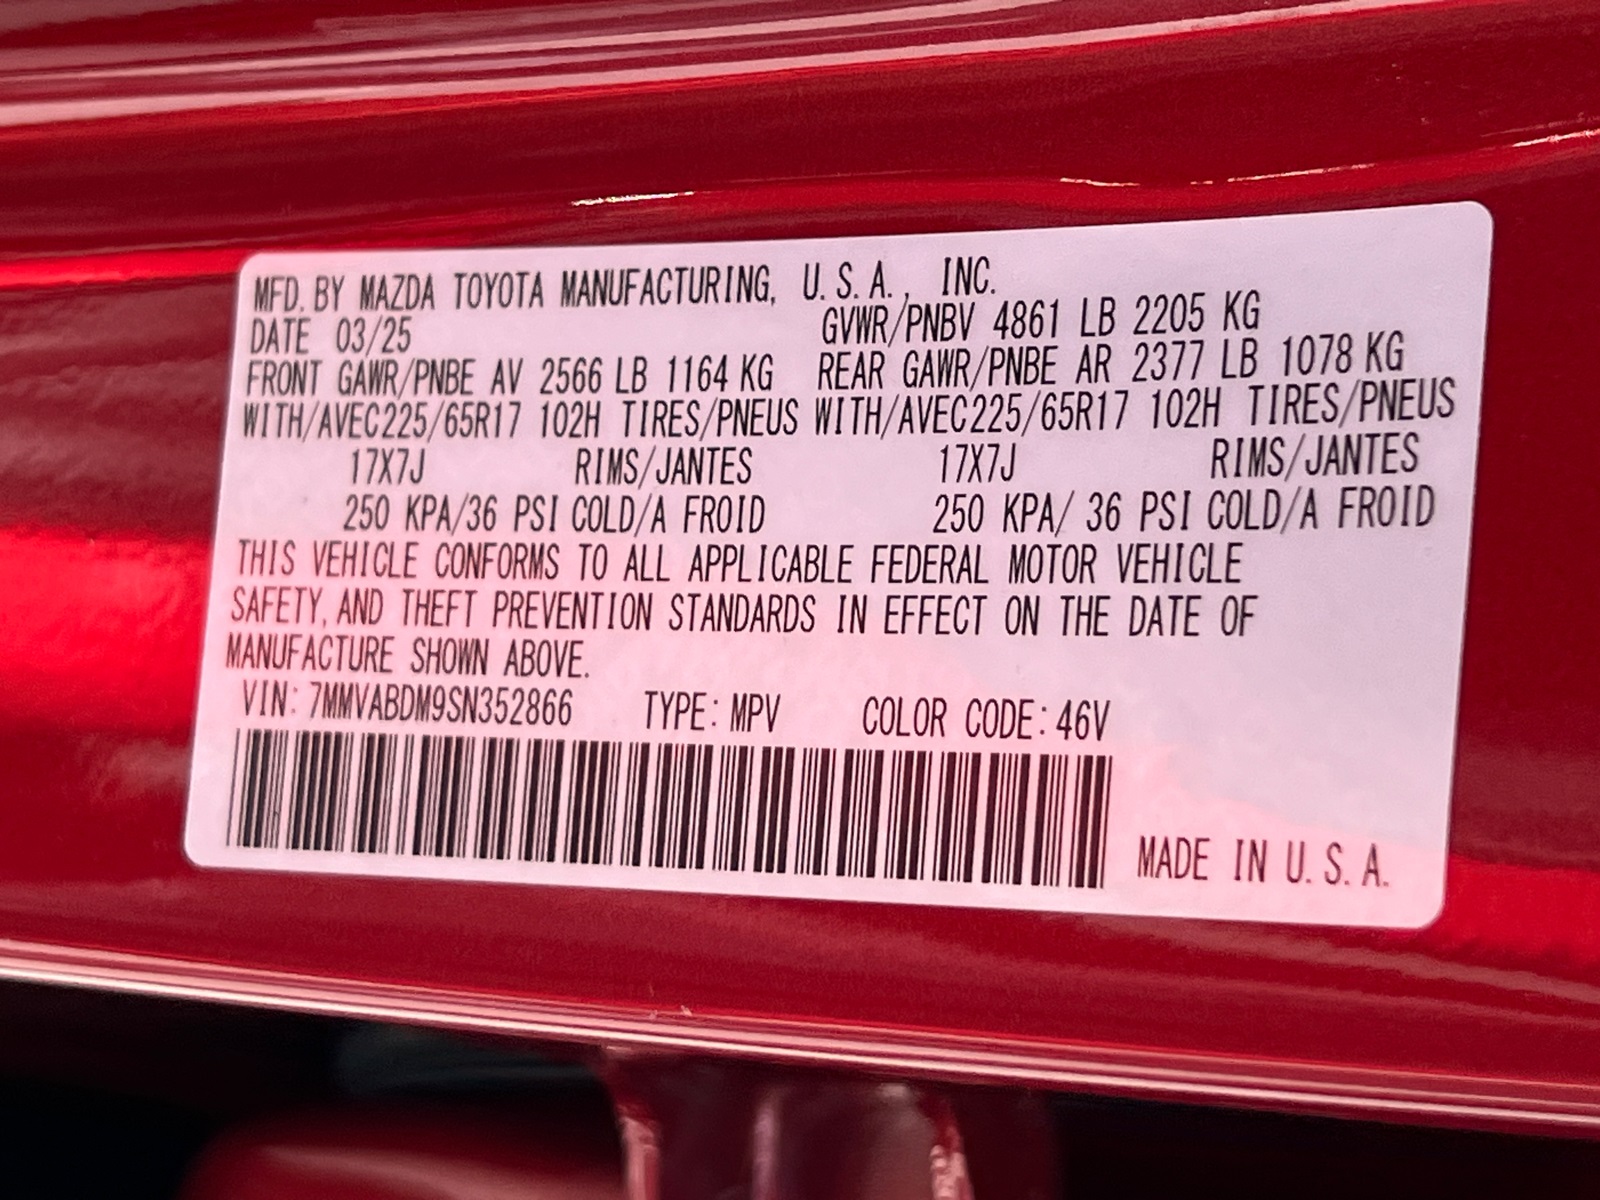 MFD. BY MAZDA TOYOTA MANUFACTURING, U.S.A., INC.
DATE 03/25 GVWR/PNBV 4861 LB 2205 KG
FRONT GAWR/PNBE AV 2566 LB 1164 KG REAR GAWR/PNBE AR 2377 LB 1078 KG
WITH/AVEC225/65R17 102H TIRES/PNEUS WITH/AVEC225/65R17 102H TIRES/PNEUS
17X7J RIMS/JANTES 17X7J RIMS/JANTES
250 KPA/36 PSI COLD/A FROID 250 KPA/ 36 PSI COLD/A FROID
THIS VEHICLE CONFORMS TO ALL APPLICABLE FEDERAL MOTOR VEHICLE
SAFETY, AND THEFT PREVENTION STANDARDS IN EFFECT ON THE DATE OF
MANUFACTURE SHOWN ABOVE.
VIN: 7MMVABDM9SN352866 TYPE: MPV COLOR CODE: 46V
MADE IN U.S.A.